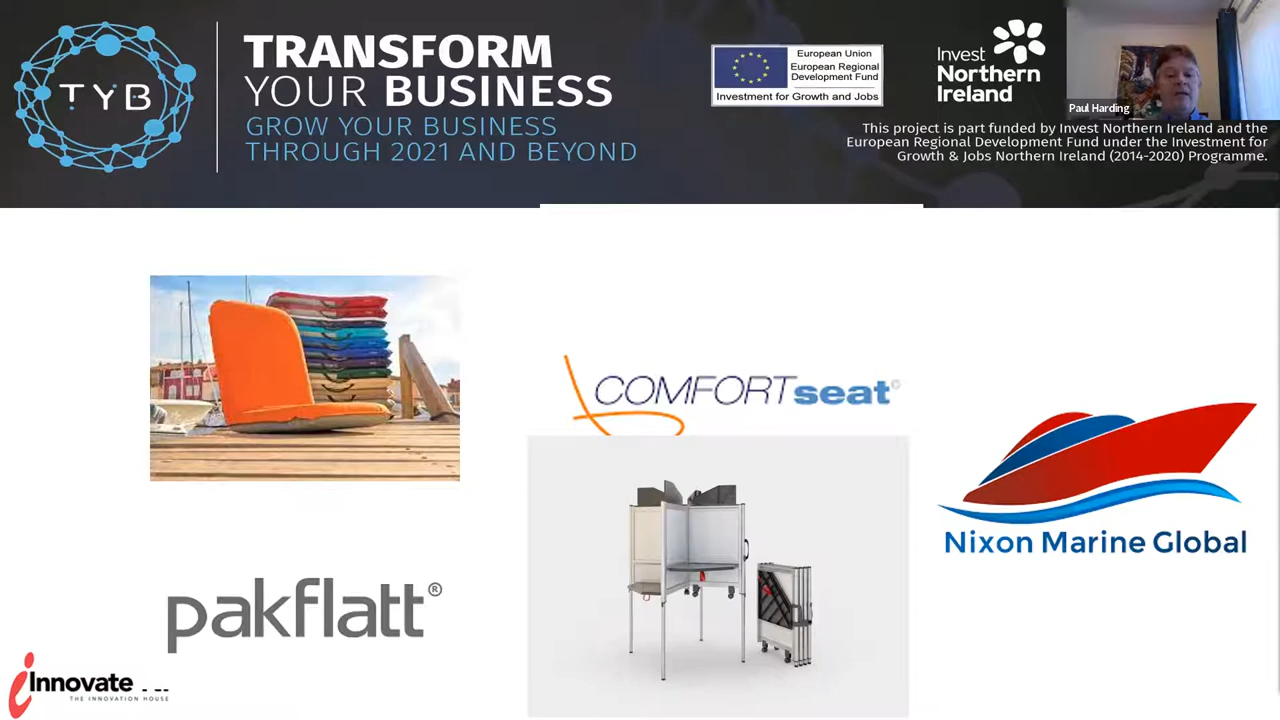 TYB
TRANSFORM
YOUR BUSINESS
GROW YOUR BUSINESS
THROUGH 2021 AND BEYOND
European Union
European Regional
Development Fund
Investment for Growth and Jobs
Invest
Northern
Ireland
Paul Harding
This project is part funded by Invest Northern Ireland and the
European Regional Development Fund under the Investment for
Growth & Jobs Northern Ireland (2014-2020) Programme.
COMFORTseat©
Nixon Marine Global
pakflatt®
innovate
THE INNOVATION HOUSE